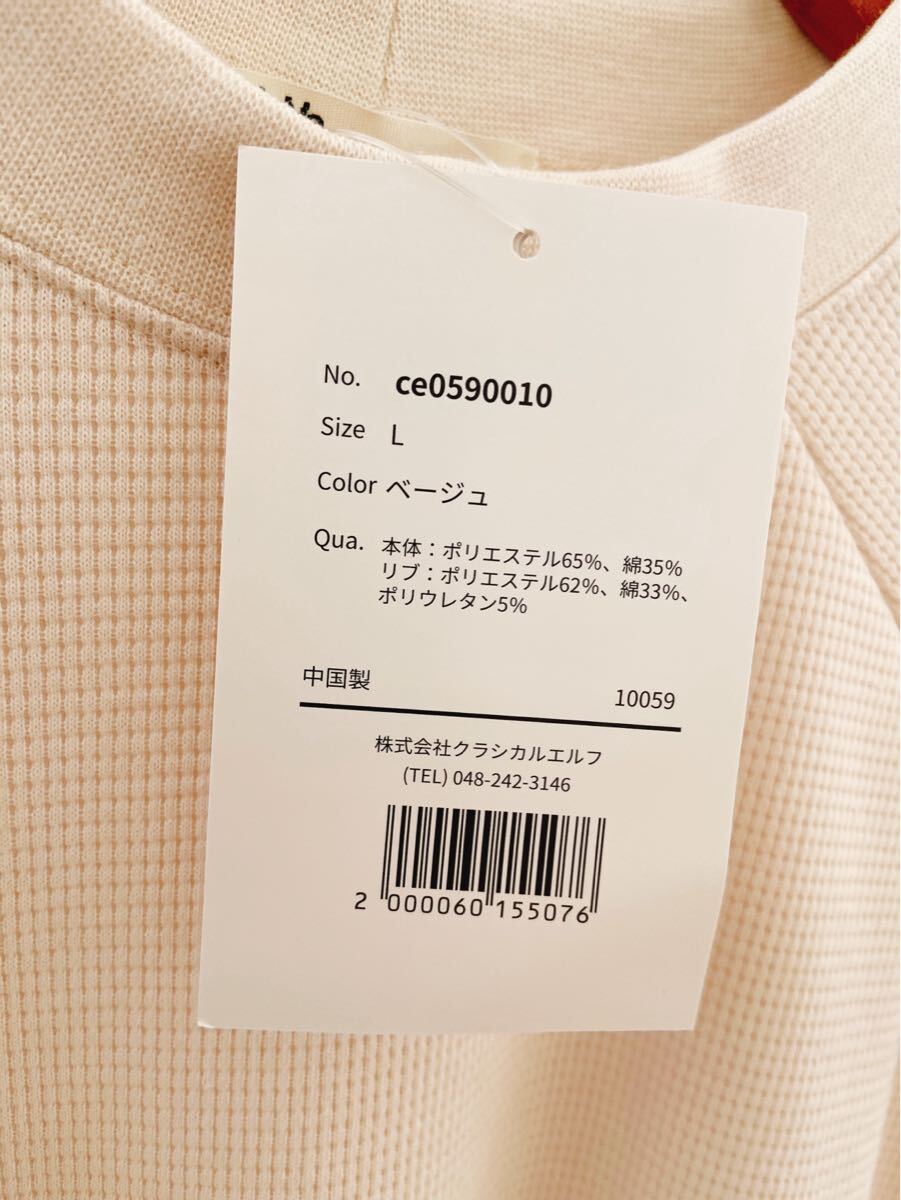 No. ce0590010
Size L
Color ベージュ
Qua. 本体：ポリエステル65%、綿35%
リブ：ポリエステル62%、綿33%、
ポリウレタン5%
中国製 10059
株式会社クラシカルエルフ
(TEL) 048-242-3146
2 000060 155076